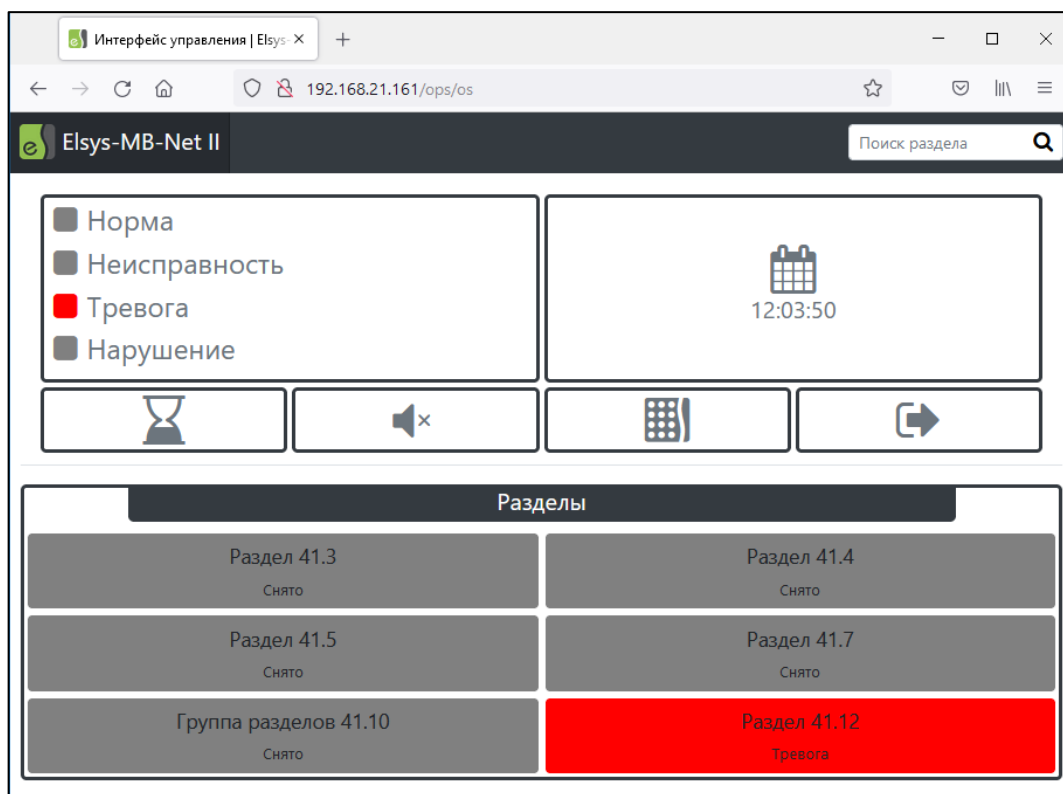 Интерфейс управления | Elsys-
192.168.21.161/ops/os
Elsys-MB-Net II
Поиск раздела
Норма
Неисправность
Тревога
Нарушение
12:03:50
Разделы
Раздел 41.3
Снято
Раздел 41.4
Снято
Раздел 41.5
Снято
Раздел 41.7
Снято
Группа разделов 41.10
Снято
Раздел 41.12
Тревога